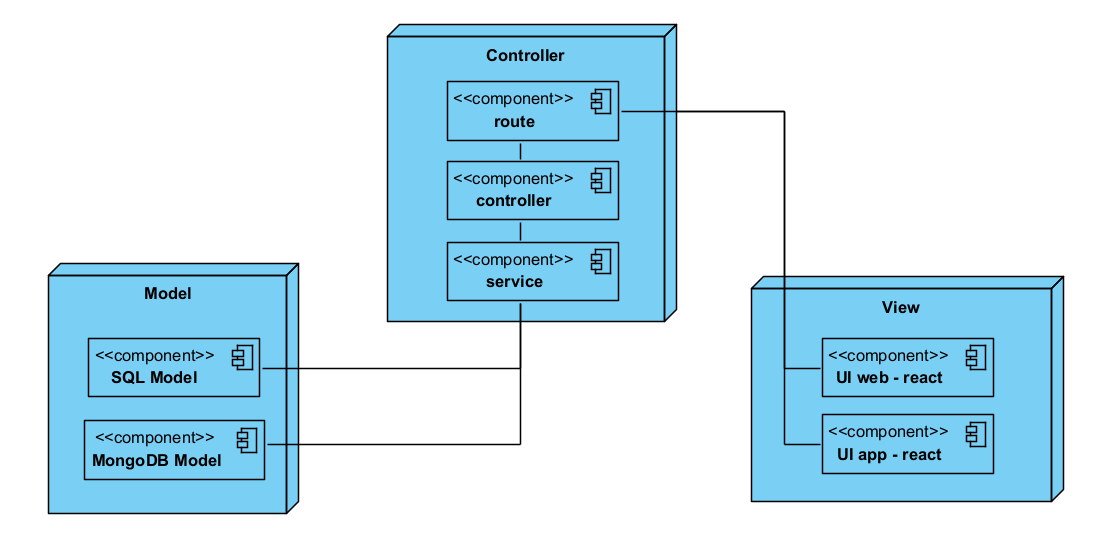 Controller
<<component>>
route
<<component>>
controller
<<component>>
service
Model
<<component>>
SQL Model
<<component>>
MongoDB Model
View
<<component>>
UI web - react
<<component>>
UI app - react